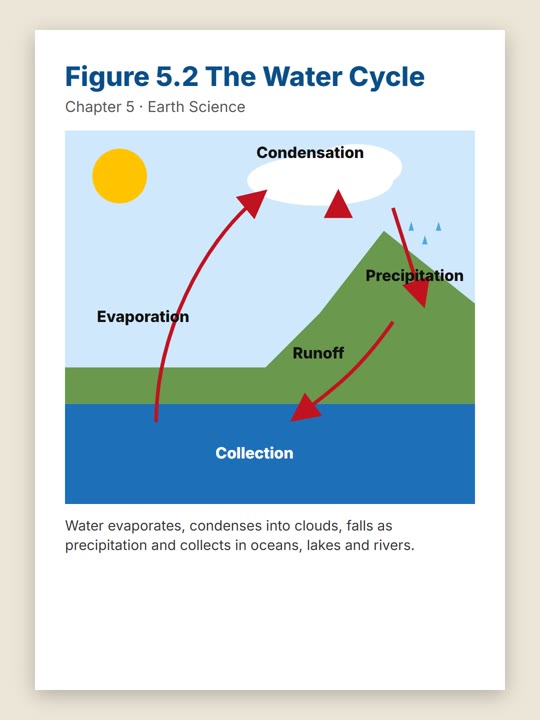 Figure 5.2 The Water Cycle
Chapter 5 · Earth Science
Condensation
Precipitation
Evaporation
Runoff
Collection
Water evaporates, condenses into clouds, falls as
precipitation and collects in oceans, lakes and rivers.